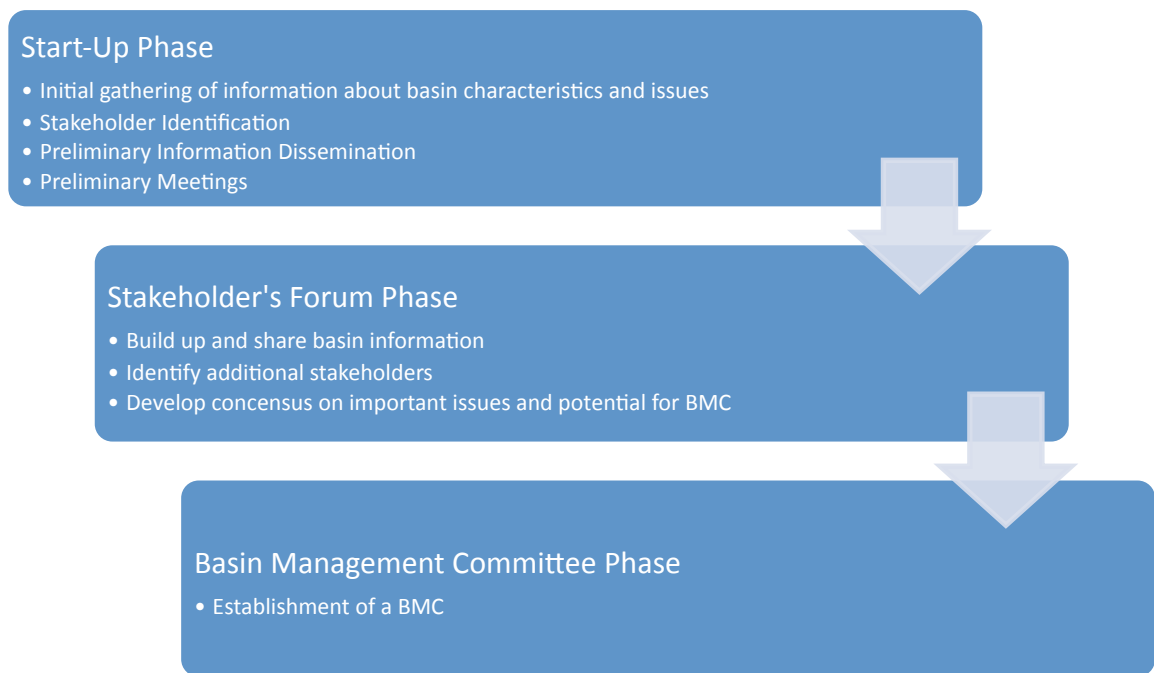 Start-Up Phase
• Initial gathering of information about basin characteristics and issues
• Stakeholder Identification
• Preliminary Information Dissemination
• Preliminary Meetings
Stakeholder's Forum Phase
• Build up and share basin information
• Identify additional stakeholders
• Develop concensus on important issues and potential for BMC
Basin Management Committee Phase
• Establishment of a BMC